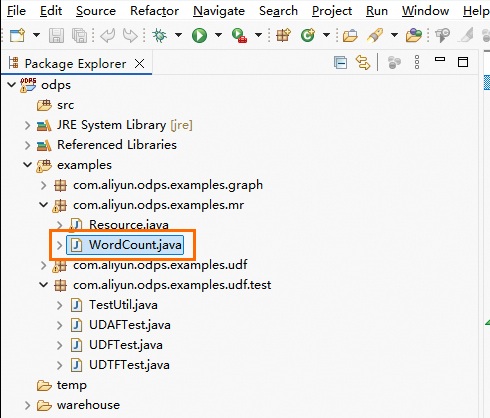 File Edit Source Refactor Navigate Search Project Run Window Help
Package Explorer
odps
src
JRE System Library [jre]
Referenced Libraries
examples
com.aliyun.odps.examples.graph
com.aliyun.odps.examples.mr
Resource.java
WordCount.java
com.aliyun.odps.examples.udf
com.aliyun.odps.examples.udf.test
TestUtil.java
UDAFTest.java
UDFTest.java
UDTFTest.java
temp
warehouse